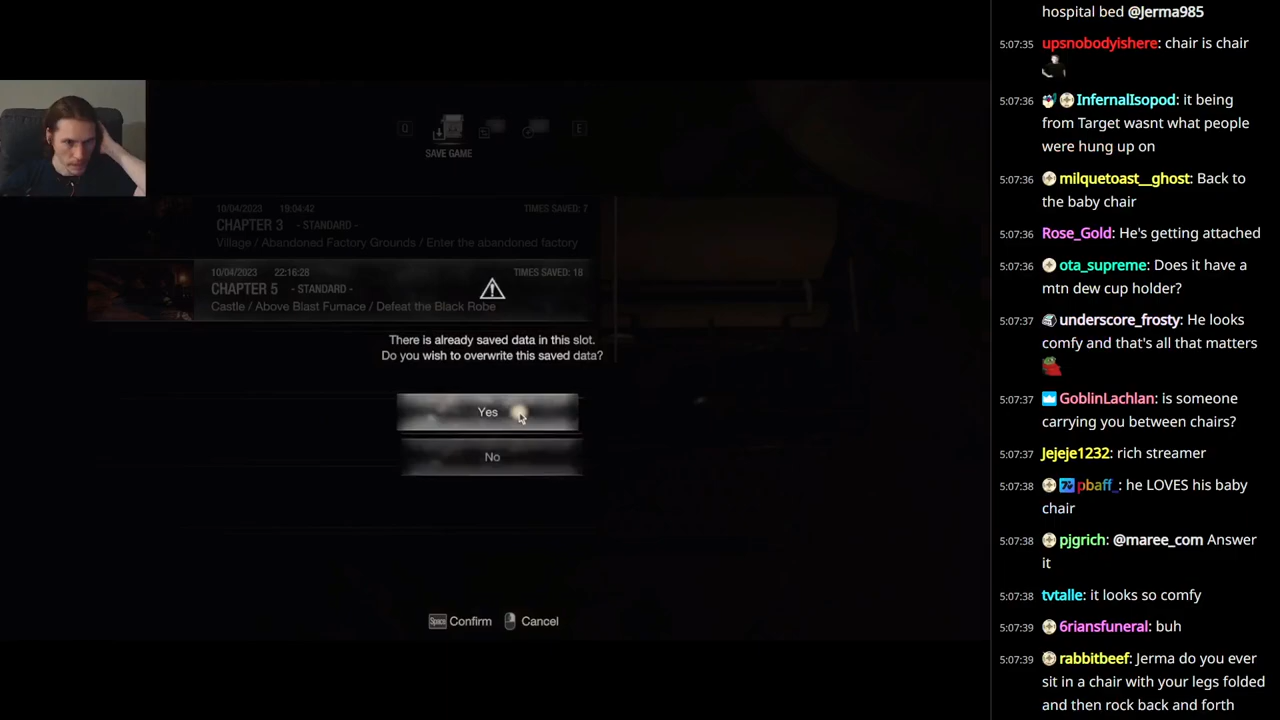 Q
E
SAVE GAME
10/04/2023 19:04:42 TIMES SAVED: 7
CHAPTER 3 - STANDARD -
Village / Abandoned Factory Grounds / Enter the abandoned factory
10/04/2023 22:16:28 TIMES SAVED: 18
CHAPTER 5 - STANDARD -
Castle / Above Blast Furnace / Defeat the Black Robe
There is already saved data in this slot.
Do you wish to overwrite this saved data?
Yes
No
Space Confirm Cancel
hospital bed @Jerma985
5:07:35 upsnobodyishere: chair is chair
5:07:36 InfernalIsopod: it being
from Target wasnt what people
were hung up on
5:07:36 milquetoast__ghost: Back to
the baby chair
5:07:36 Rose_Gold: He's getting attached
5:07:36 ota_supreme: Does it have a
mtn dew cup holder?
5:07:37 underscore_frosty: He looks
comfy and that's all that matters
5:07:37 GoblinLachlan: is someone
carrying you between chairs?
5:07:37 Jejeje1232: rich streamer
5:07:38 pbaff_: he LOVES his baby
chair
5:07:38 pjgrich: @maree_com Answer
it
5:07:38 tvtalle: it looks so comfy
5:07:39 6riansfuneral: buh
5:07:39 rabbitbeef: Jerma do you ever
sit in a chair with your legs folded
and then rock back and forth